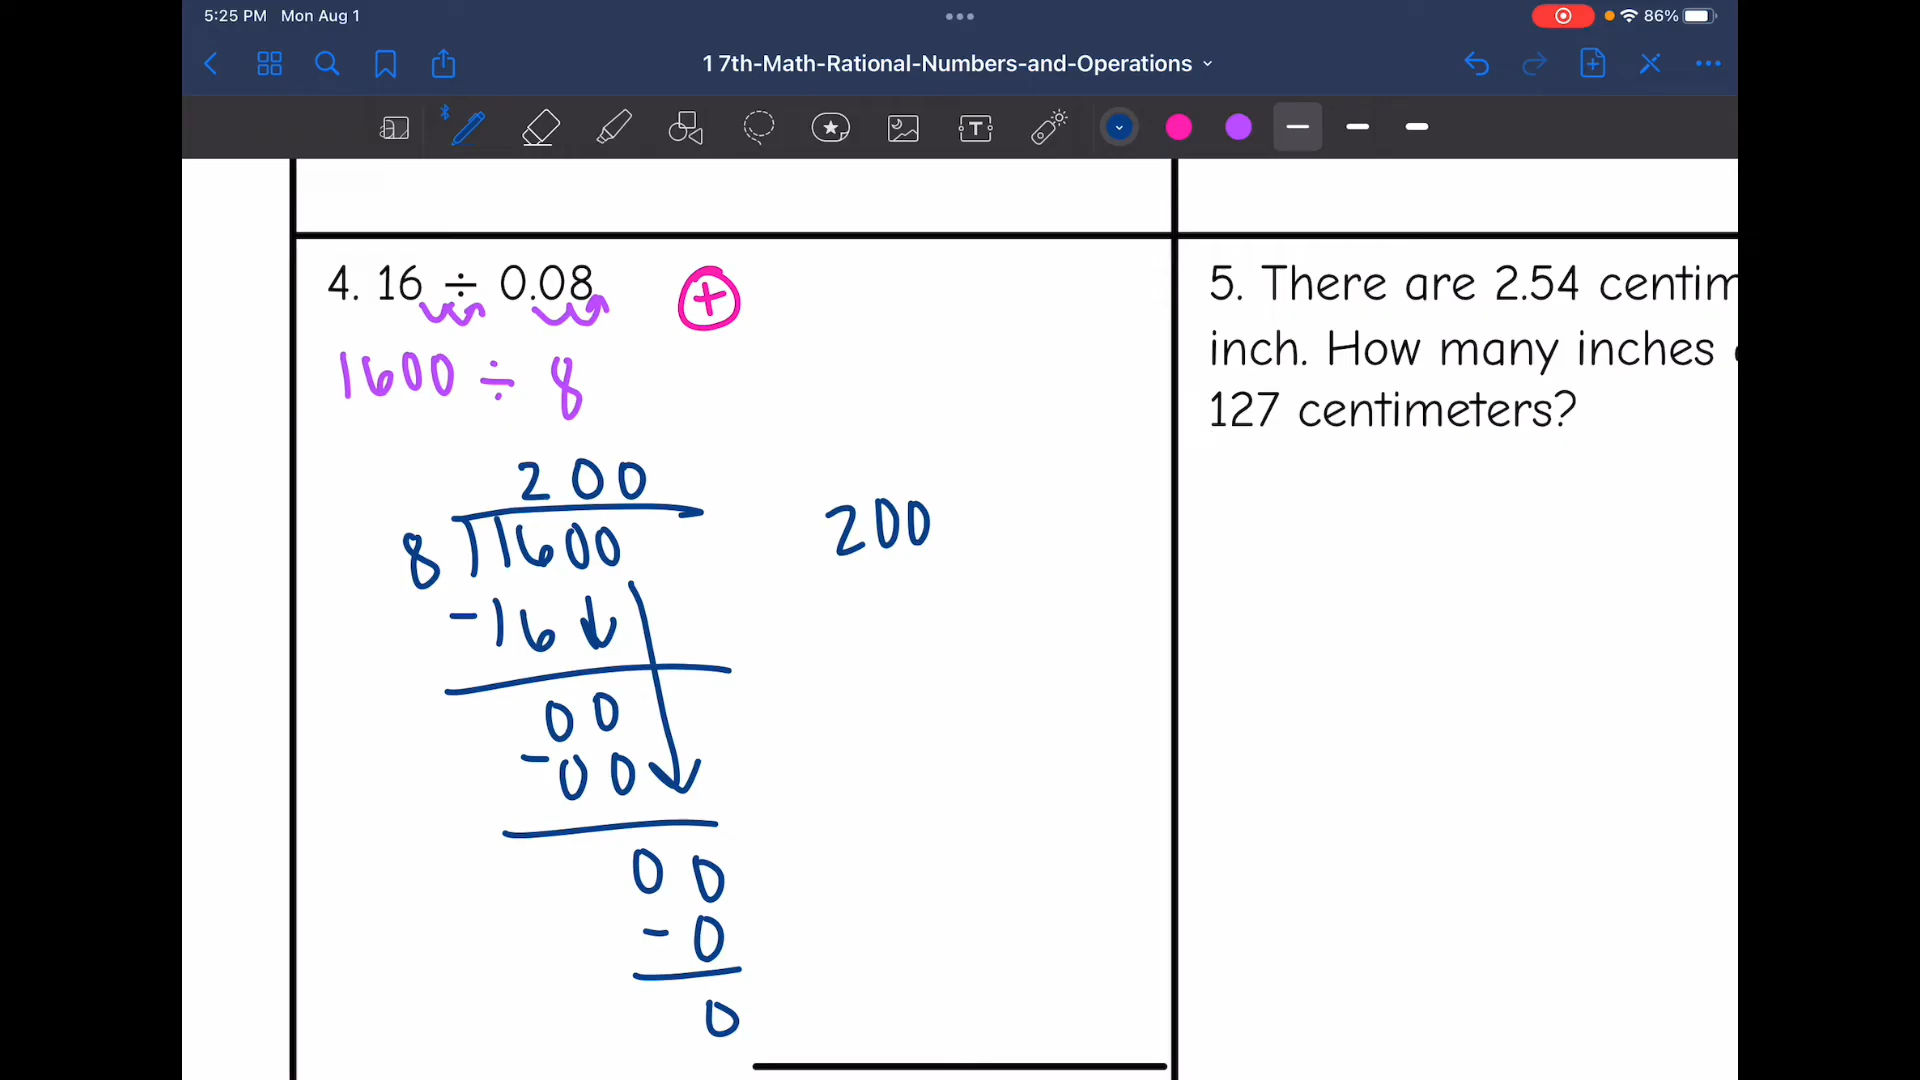 5:25 PM Mon Aug 1
86%
1 7th-Math-Rational-Numbers-and-Operations
4. 16 ÷ 0.08 +
1600 ÷ 8
200
8 1600
-16
00
-00
00
-0
0
200
5. There are 2.54 centim
inch. How many inches
127 centimeters?